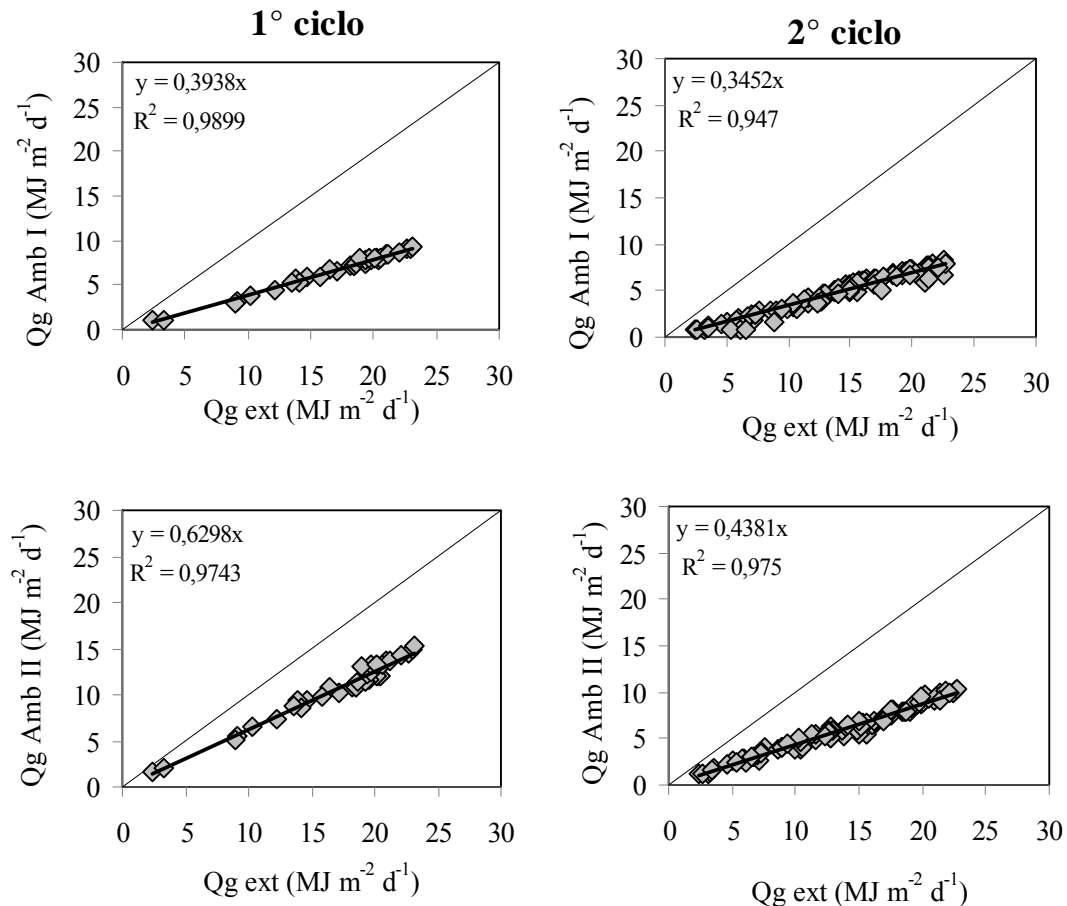 1° ciclo
2° ciclo
y = 0,3938x
R² = 0,9899
30
25
20
15
10
5
0
0 5 10 15 20 25 30
Qg Amb I (MJ m⁻² d⁻¹)
Qg ext (MJ m⁻² d⁻¹)
y = 0,3452x
R² = 0,947
30
25
20
15
10
5
0
0 5 10 15 20 25 30
Qg Amb I (MJ m⁻² d⁻¹)
Qg ext (MJ m⁻² d⁻¹)
y = 0,6298x
R² = 0,9743
30
25
20
15
10
5
0
0 5 10 15 20 25 30
Qg Amb II (MJ m⁻² d⁻¹)
Qg ext (MJ m⁻² d⁻¹)
y = 0,4381x
R² = 0,975
30
25
20
15
10
5
0
0 5 10 15 20 25 30
Qg Amb II (MJ m⁻² d⁻¹)
Qg ext (MJ m⁻² d⁻¹)